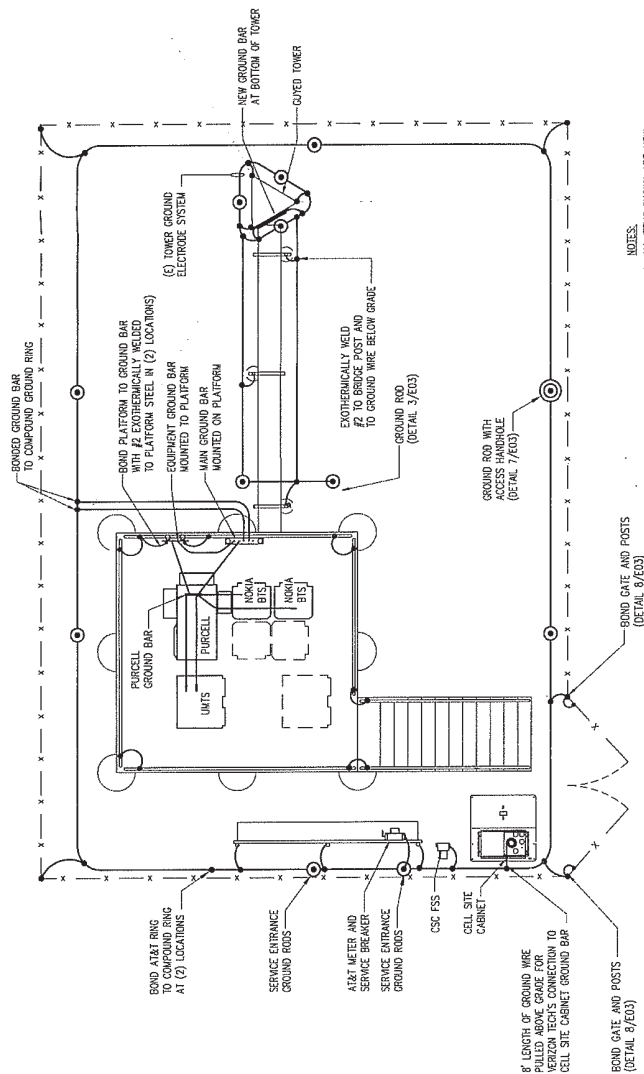 BONDED GROUND BAR
TO COMPOUND GROUND RING
BOND PLATFORM TO GROUND BAR
WITH #2 EXOTHERMICALLY WELDED
TO PLATFORM STEEL IN (2) LOCATIONS)
EQUIPMENT GROUND BAR
MOUNTED TO PLATFORM
MAIN GROUND BAR
MOUNTED ON PLATFORM
(E) TOWER GROUND
ELECTRODE SYSTEM
NEW GROUND BAR
AT BOTTOM OF TOWER
GUYED TOWER
EXOTHERMICALLY WELD
#2 TO BRIDGE POST AND
TO GROUND WIRE BELOW GRADE
GROUND ROD
(DETAIL 3/E03)
GROUND ROD WITH
ACCESS HANDHOLE
(DETAIL 7/E03)
PURCELL
GROUND BAR
PURCELL
UMTS
NOKIA
BTS
NOKIA
BTS
BOND AT&T RING
TO COMPOUND RING
AT (2) LOCATIONS
SERVICE ENTRANCE
GROUND RODS
AT&T METER AND
SERVICE BREAKER
SERVICE ENTRANCE
GROUND RODS
CSC FSS
CELL SITE
CABINET
8' LENGTH OF GROUND WIRE
PULLED ABOVE GRADE FOR
VERIZON TECH'S CONNECTION TO
CELL SITE CABINET GROUND BAR
BOND GATE AND POSTS
(DETAIL 8/E03)
BOND GATE AND POSTS
(DETAIL 8/E03)
NOTES: